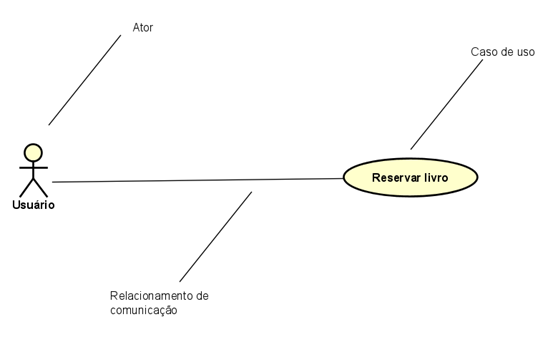 Ator
Caso de uso
Reservar livro
Usuário
Relacionamento de
comunicação